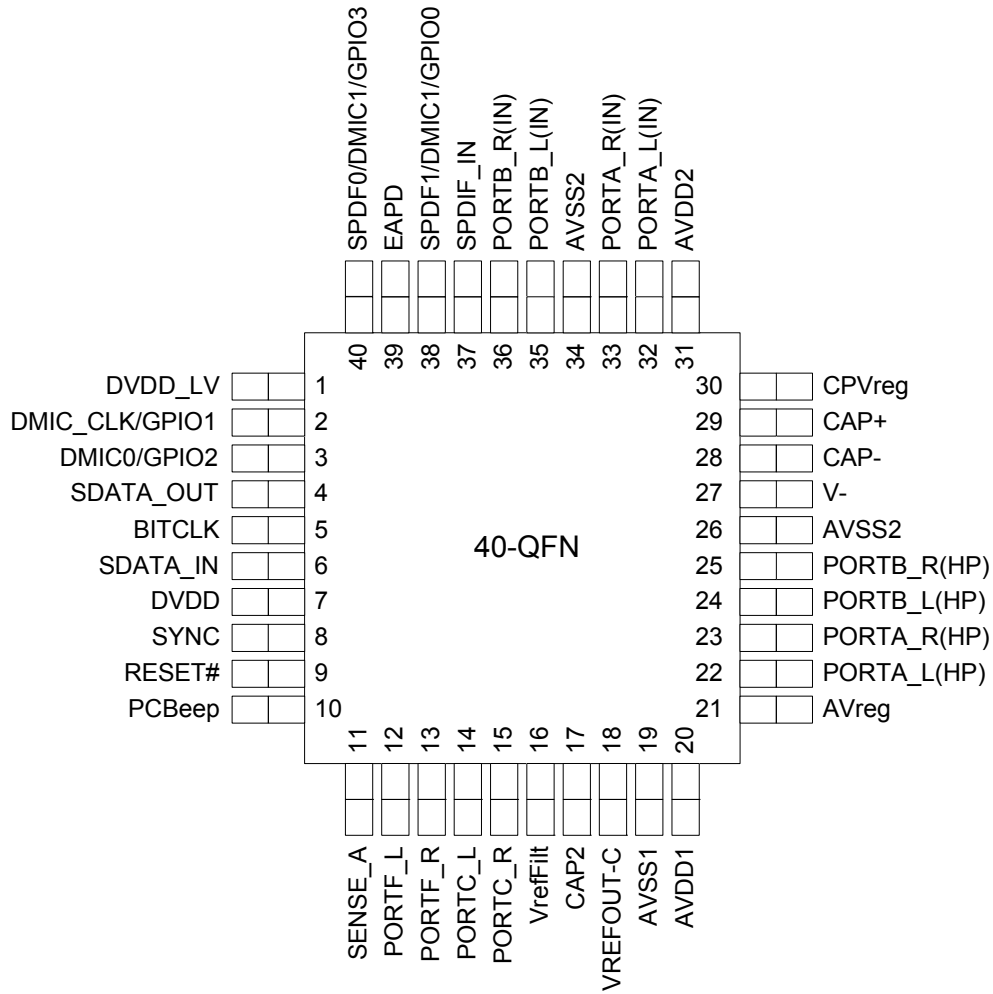 SPDF0/DMIC1/GPIO3
EAPD
SPDF1/DMIC1/GPIO0
SPDIF_IN
PORTB_R(IN)
PORTB_L(IN)
AVSS2
PORTA_R(IN)
PORTA_L(IN)
AVDD2
40
39
38
37
36
35
34
33
32
31
DVDD_LV 1
DMIC_CLK/GPIO1 2
DMIC0/GPIO2 3
SDATA_OUT 4
BITCLK 5
SDATA_IN 6
DVDD 7
SYNC 8
RESET# 9
PCBeep 10
40-QFN
30 CPVreg
29 CAP+
28 CAP-
27 V-
26 AVSS2
25 PORTB_R(HP)
24 PORTB_L(HP)
23 PORTA_R(HP)
22 PORTA_L(HP)
21 AVreg
11
12
13
14
15
16
17
18
19
20
SENSE_A
PORTF_L
PORTF_R
PORTC_L
PORTC_R
VrefFilt
CAP2
VREFOUT-C
AVSS1
AVDD1